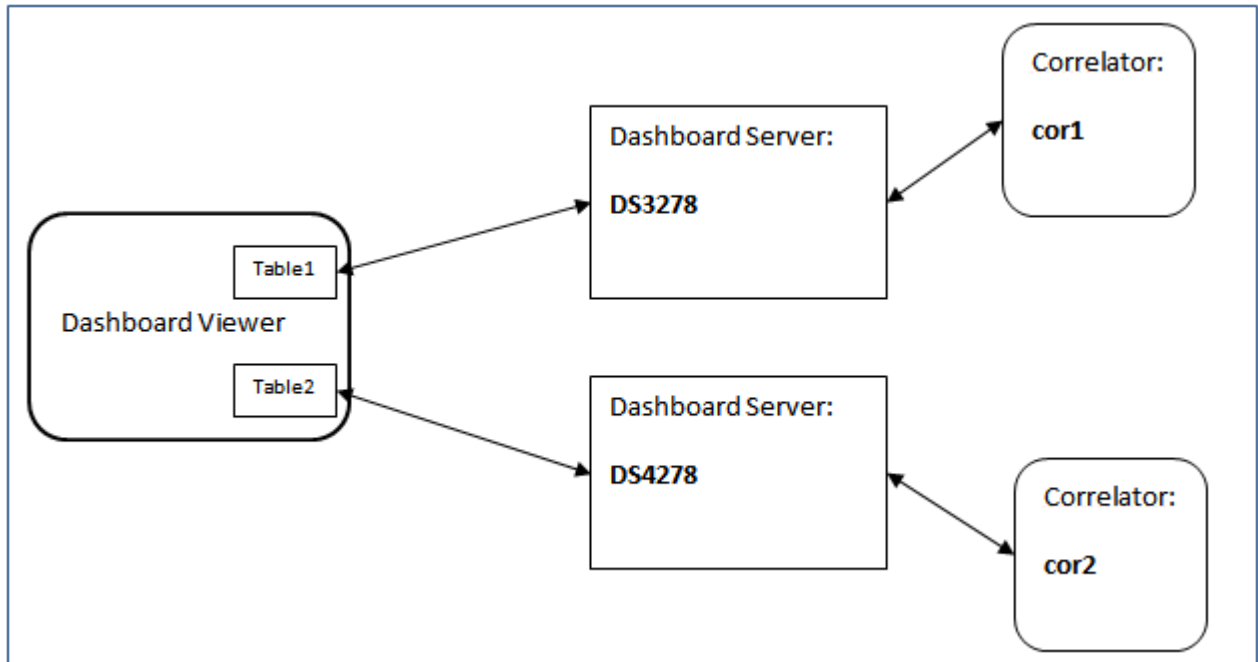 Correlator:
cor1
Dashboard Server:
DS3278
Table1
Dashboard Viewer
Table2
Dashboard Server:
DS4278
Correlator:
cor2